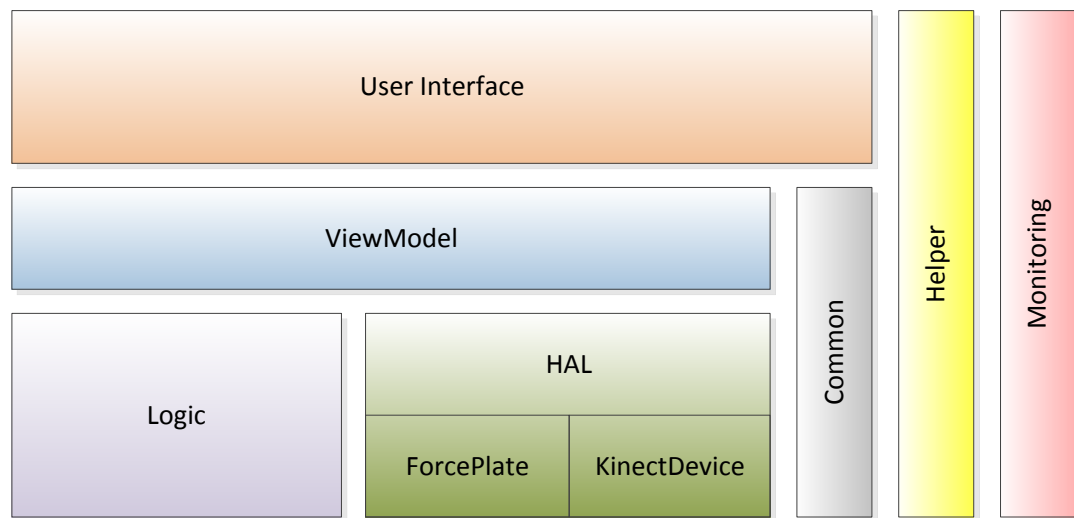 User Interface
ViewModel
Logic
HAL
ForcePlate
KinectDevice
Common
Helper
Monitoring